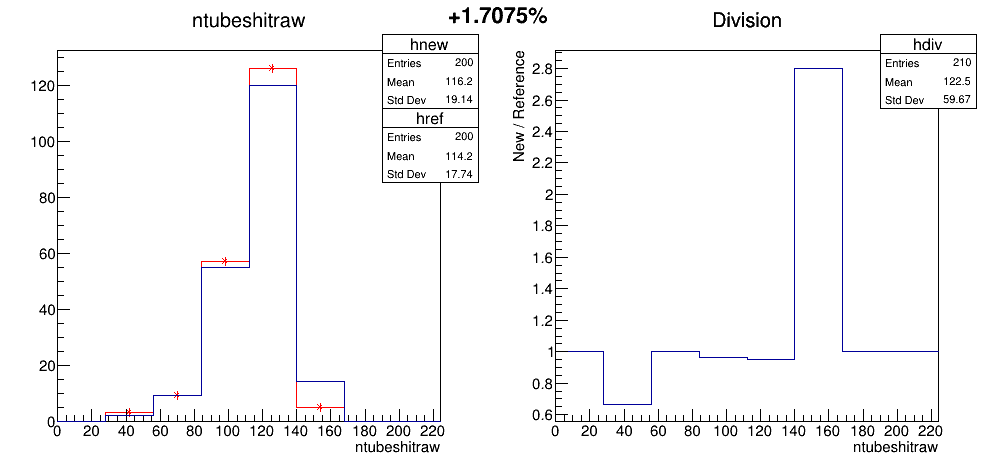 +1.7075%
ntubeshitraw
hnew
Entries 200
Mean 116.2
Std Dev 19.14
href
Entries 200
Mean 114.2
Std Dev 17.74
120
100
80
60
40
20
0
0 20 40 60 80 100 120 140 160 180 200 220
ntubeshitraw
Division
hdiv
Entries 210
Mean 122.5
Std Dev 59.67
New / Reference
2.8
2.6
2.4
2.2
2
1.8
1.6
1.4
1.2
1
0.8
0.6
0 20 40 60 80 100 120 140 160 180 200 220
ntubeshitraw